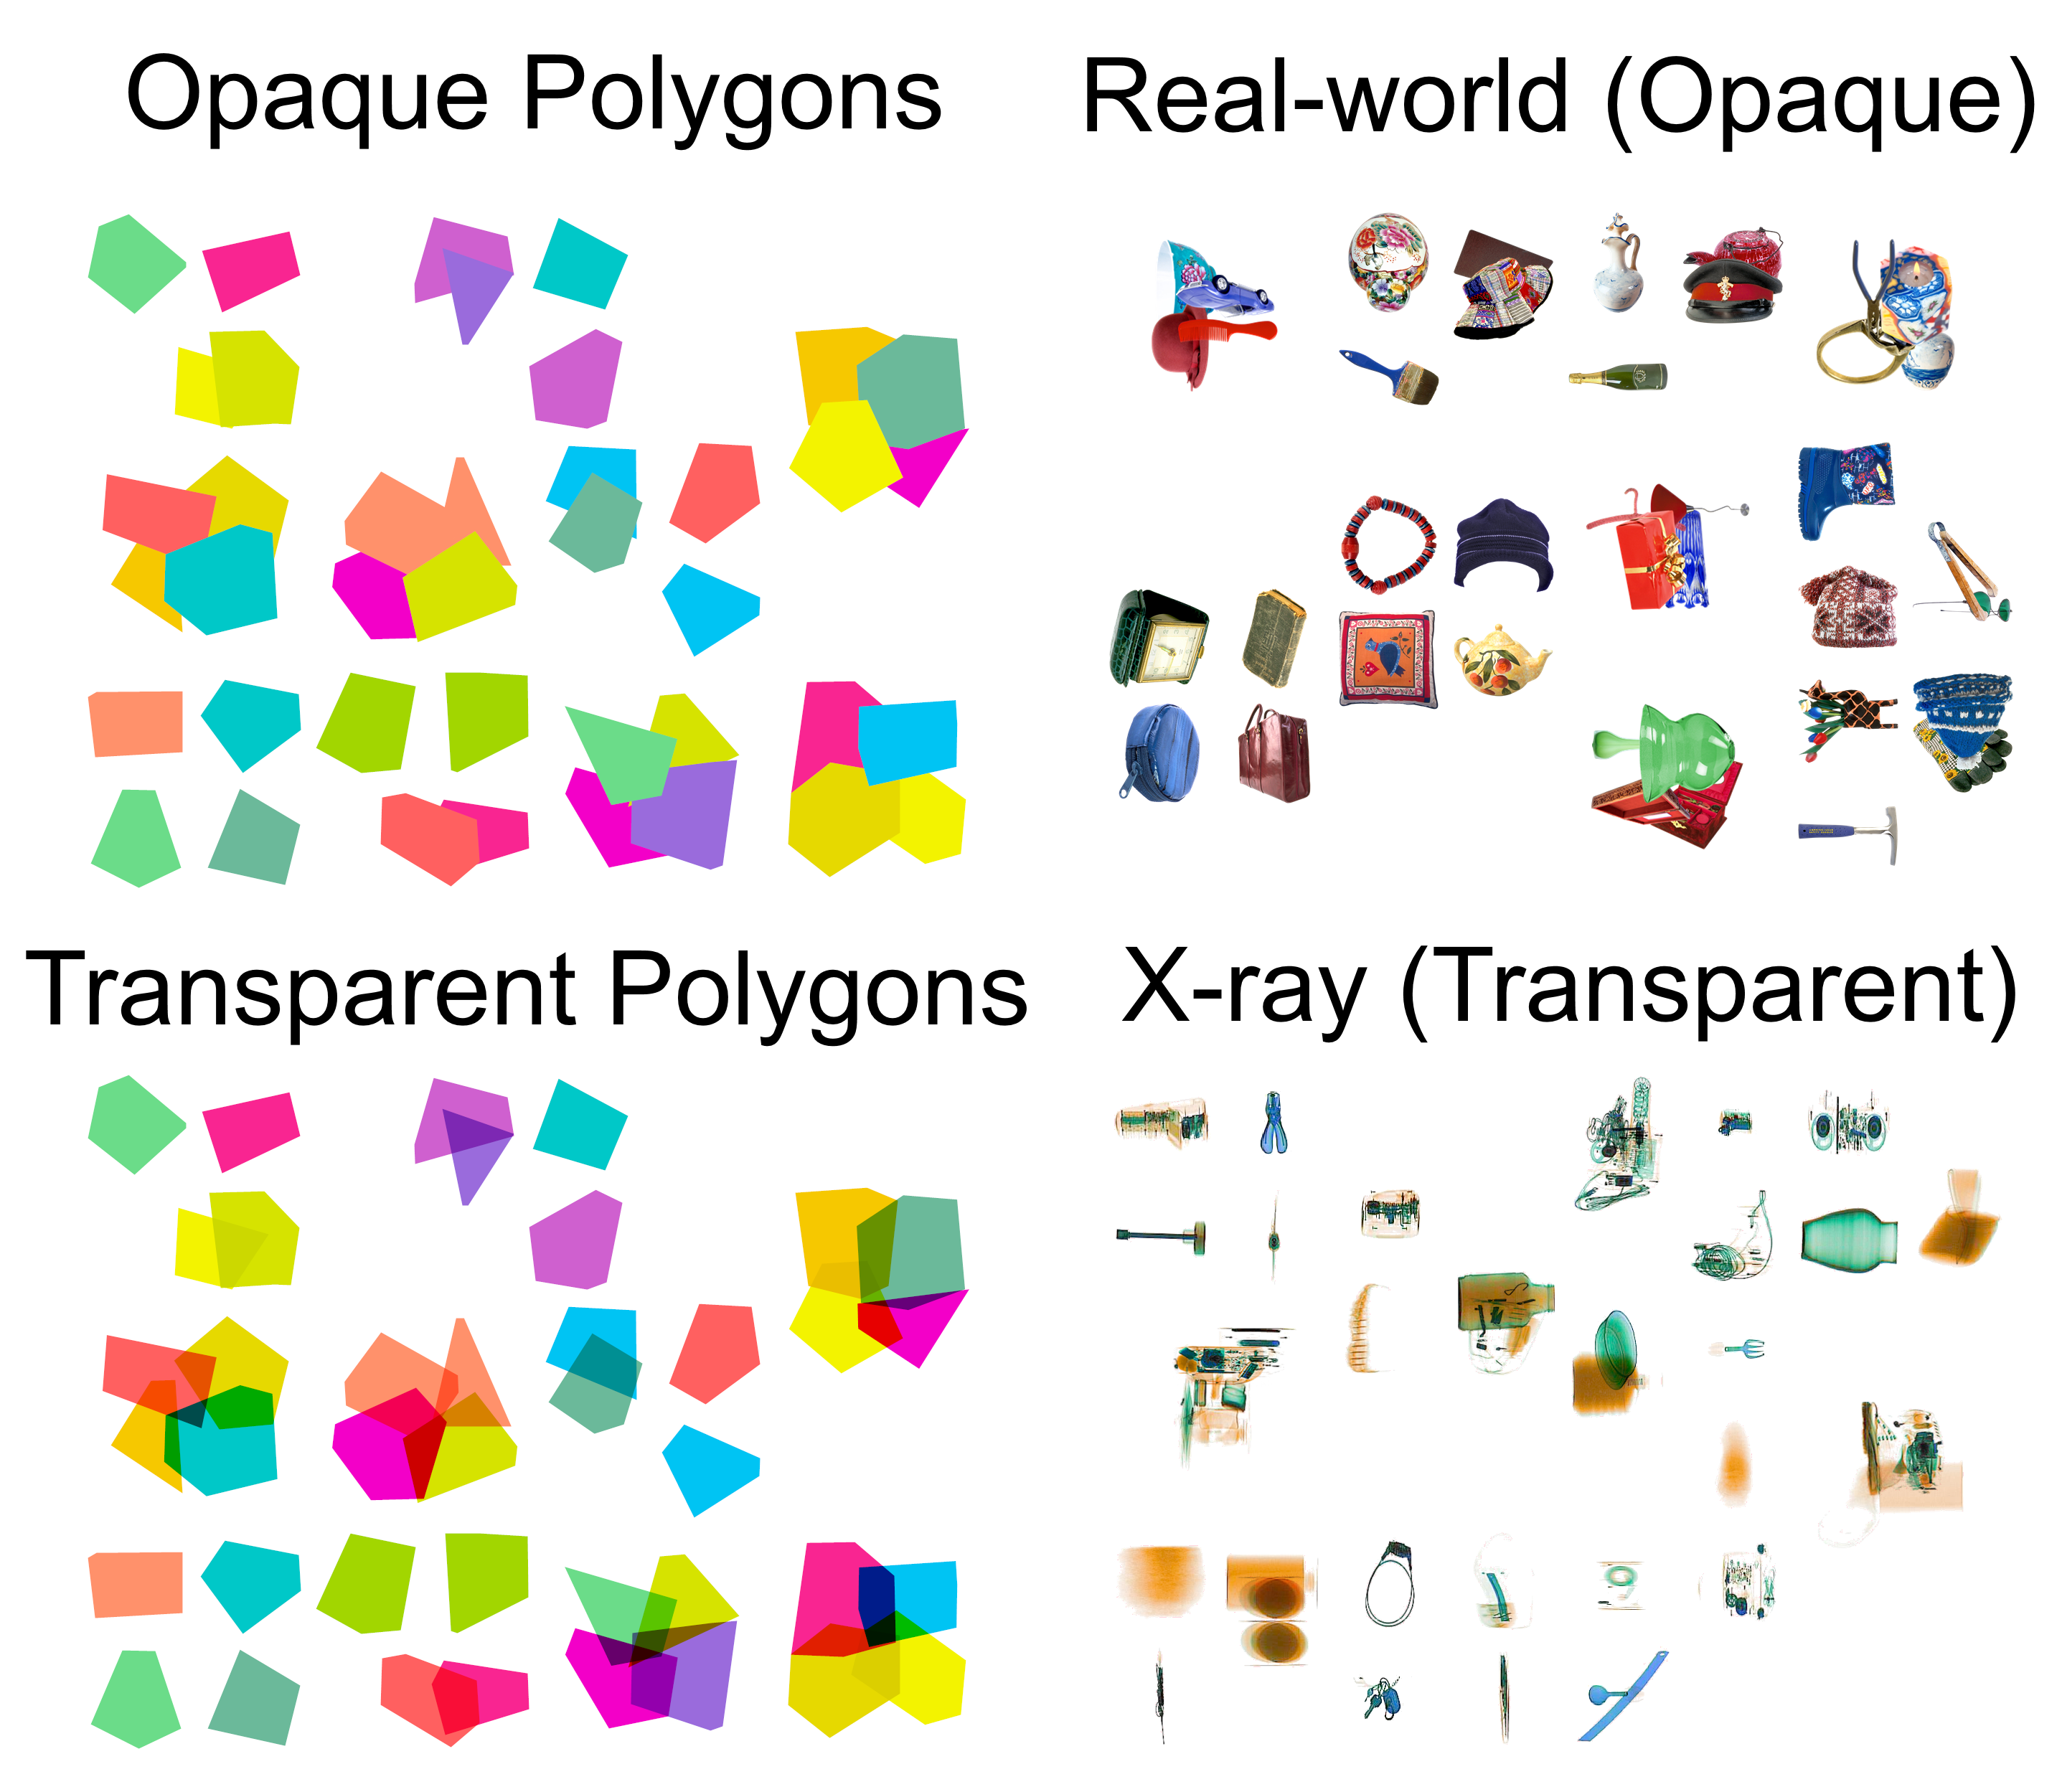 Opaque Polygons
Real-world (Opaque)
Transparent Polygons
X-ray (Transparent)